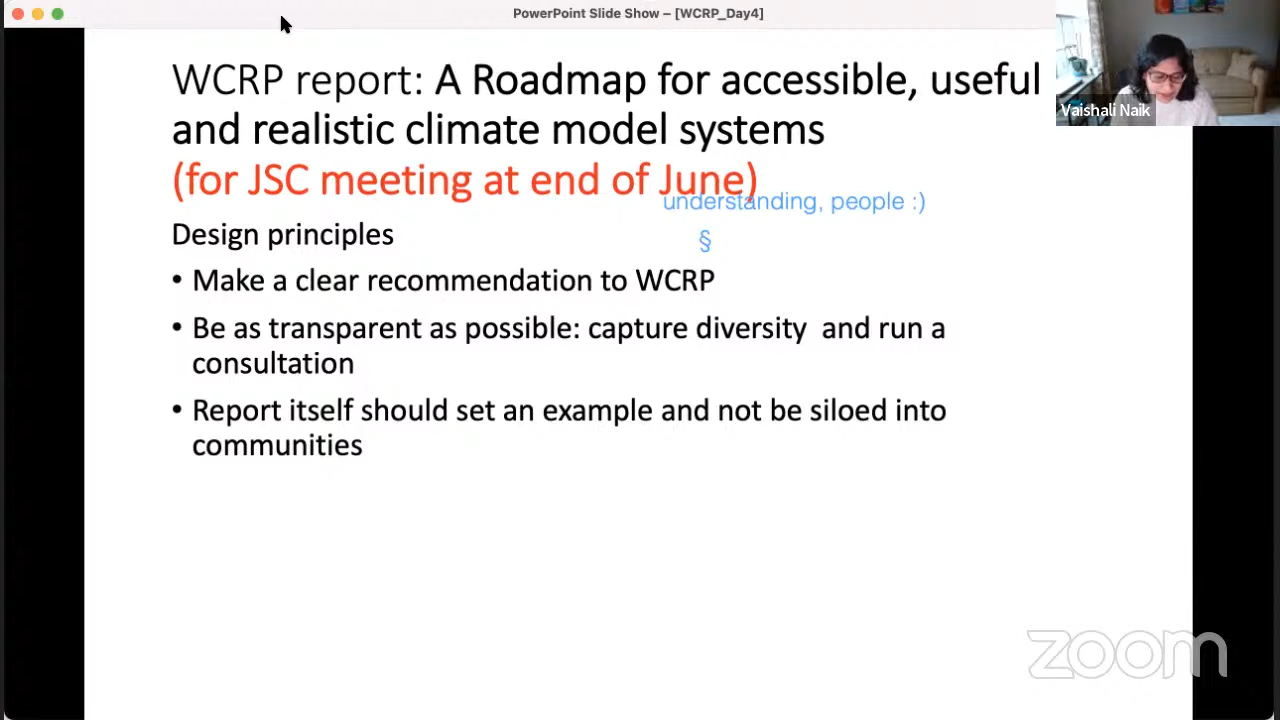 PowerPoint Slide Show – [WCRP_Day4]
WCRP report: A Roadmap for accessible, useful
and realistic climate model systems
(for JSC meeting at end of June)
understanding, people :)
§
Design principles
• Make a clear recommendation to WCRP
• Be as transparent as possible: capture diversity and run a
consultation
• Report itself should set an example and not be siloed into
communities
Vaishali Naik
zoom